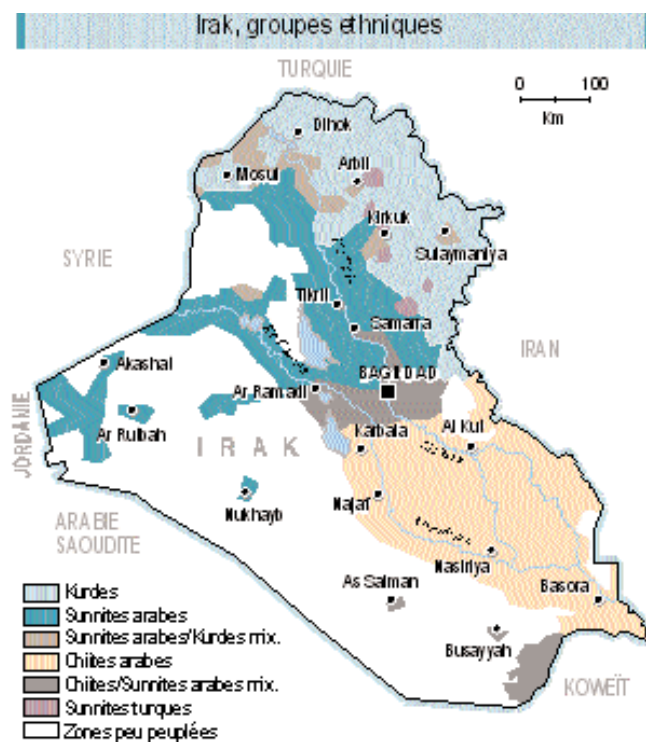 Irak, groupes ethniques
TURQUIE
0 100
Km
Dihok
Mosul
Arbil
Kirkuk
Sulaymaniya
SYRIE
Tikrit
Samarra
IRAN
Akashat
BAGHDAD
Ar Ramadi
JORDANIE
Ar Rutbah
Karbala
Al Kut
IRAK
Najaf
Nukhayb
ARABIE
SAOUDITE
Nasiriya
As Salman
Basora
Busayyah
KOWEÏT
Kurdes
Sunnites arabes
Sunnites arabes/Kurdes mix.
Chiites arabes
Chiites/Sunnites arabes mix.
Sunnites turques
Zones peu peuplées